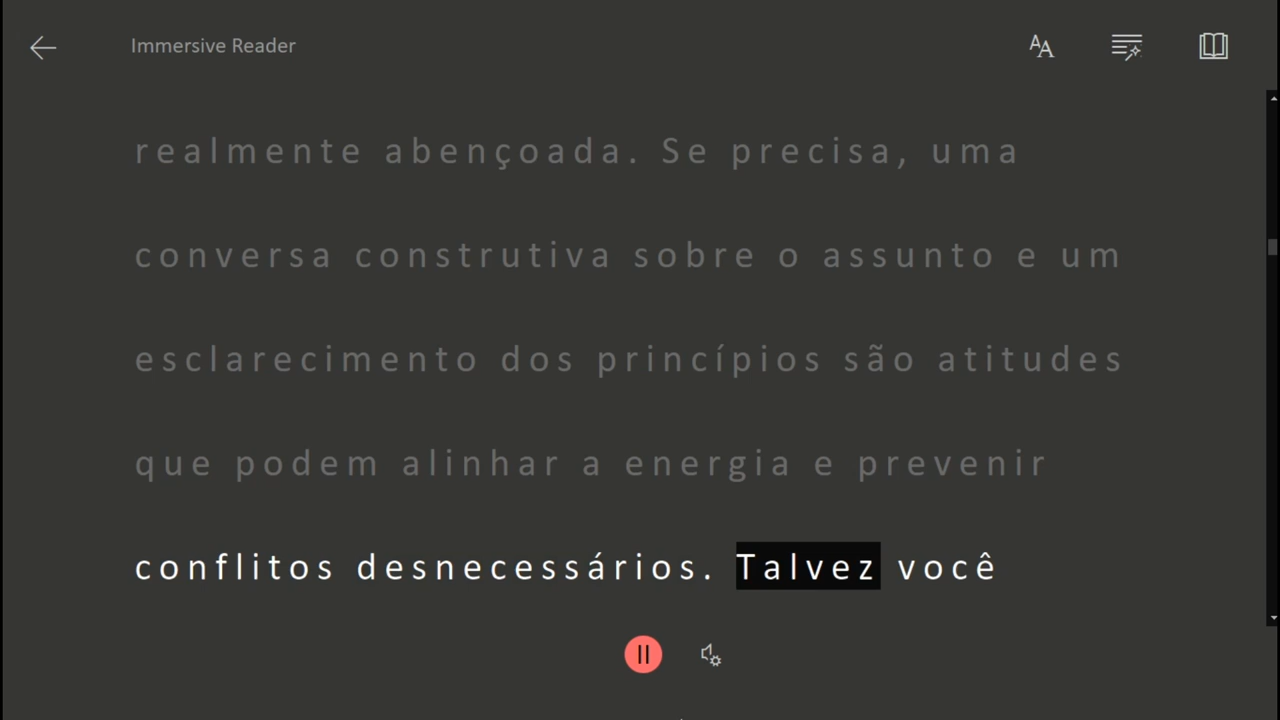 Immersive Reader
realmente abençoada. Se precisa, uma
conversa construtiva sobre o assunto e um
esclarecimento dos princípios são atitudes
que podem alinhar a energia e prevenir
conflitos desnecessários. Talvez você